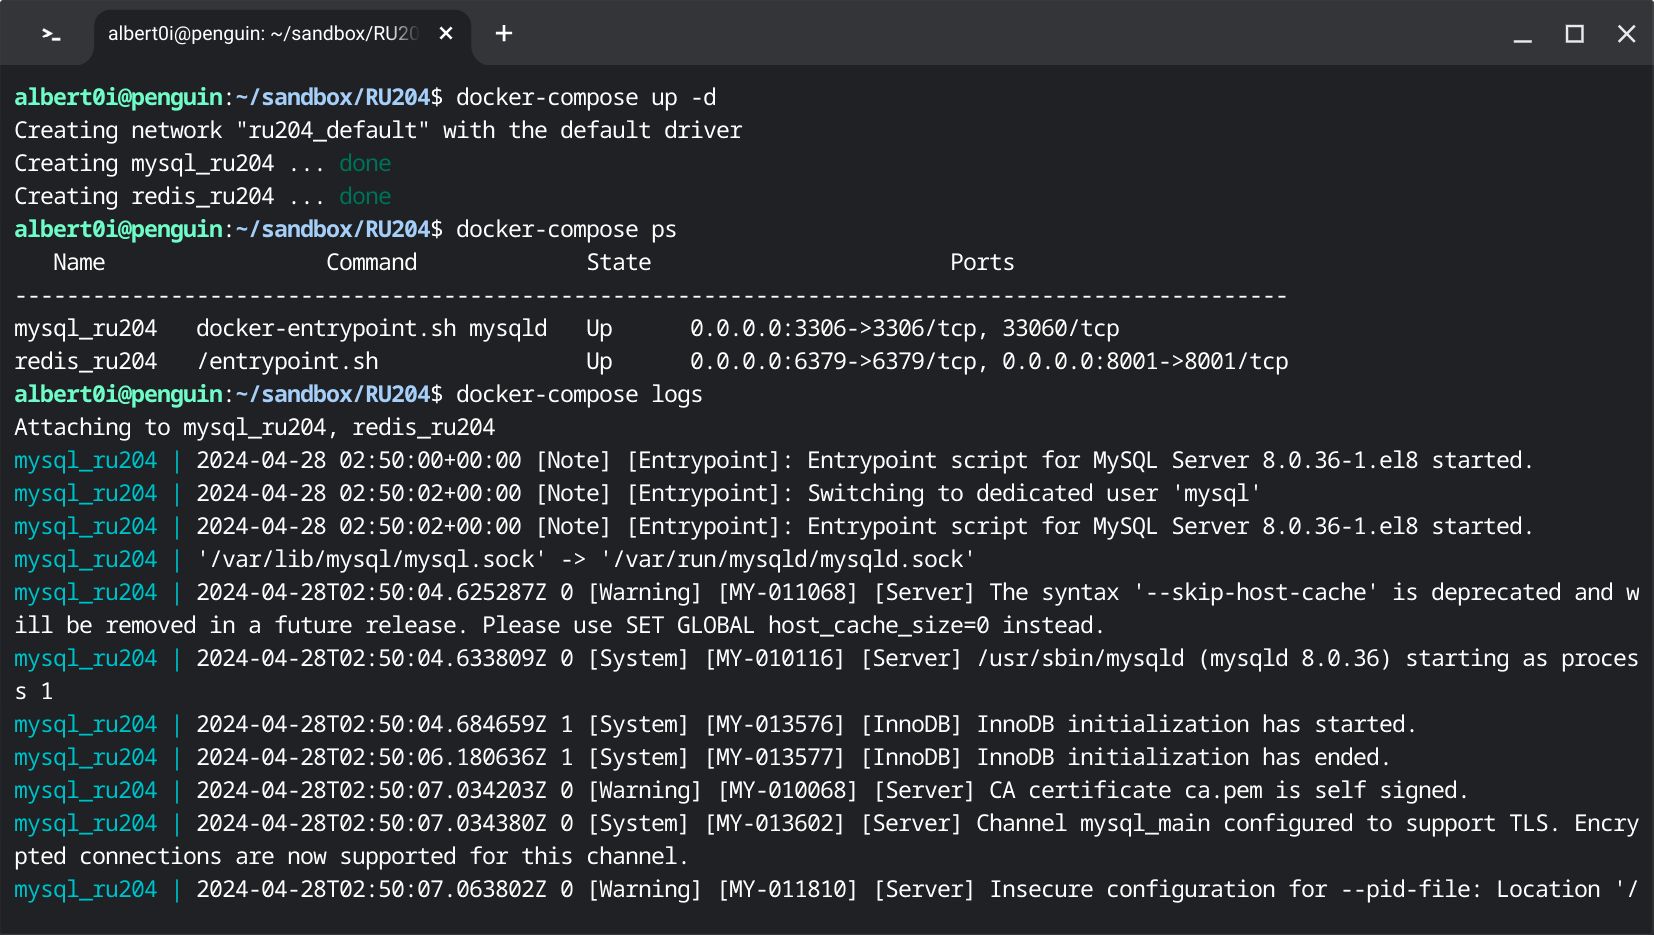 albert0i@penguin: ~/sandbox/RU20
albert0i@penguin:~/sandbox/RU204$ docker-compose up -d
Creating network "ru204_default" with the default driver
Creating mysql_ru204 ... done
Creating redis_ru204 ... done
albert0i@penguin:~/sandbox/RU204$ docker-compose ps
   Name                 Command             State                       Ports
--------------------------------------------------------------------------------------------------
mysql_ru204   docker-entrypoint.sh mysqld   Up      0.0.0.0:3306->3306/tcp, 33060/tcp
redis_ru204   /entrypoint.sh                Up      0.0.0.0:6379->6379/tcp, 0.0.0.0:8001->8001/tcp
albert0i@penguin:~/sandbox/RU204$ docker-compose logs
Attaching to mysql_ru204, redis_ru204
mysql_ru204 | 2024-04-28 02:50:00+00:00 [Note] [Entrypoint]: Entrypoint script for MySQL Server 8.0.36-1.el8 started.
mysql_ru204 | 2024-04-28 02:50:02+00:00 [Note] [Entrypoint]: Switching to dedicated user 'mysql'
mysql_ru204 | 2024-04-28 02:50:02+00:00 [Note] [Entrypoint]: Entrypoint script for MySQL Server 8.0.36-1.el8 started.
mysql_ru204 | '/var/lib/mysql/mysql.sock' -> '/var/run/mysqld/mysqld.sock'
mysql_ru204 | 2024-04-28T02:50:04.625287Z 0 [Warning] [MY-011068] [Server] The syntax '--skip-host-cache' is deprecated and w
ill be removed in a future release. Please use SET GLOBAL host_cache_size=0 instead.
mysql_ru204 | 2024-04-28T02:50:04.633809Z 0 [System] [MY-010116] [Server] /usr/sbin/mysqld (mysqld 8.0.36) starting as proces
s 1
mysql_ru204 | 2024-04-28T02:50:04.684659Z 1 [System] [MY-013576] [InnoDB] InnoDB initialization has started.
mysql_ru204 | 2024-04-28T02:50:06.180636Z 1 [System] [MY-013577] [InnoDB] InnoDB initialization has ended.
mysql_ru204 | 2024-04-28T02:50:07.034203Z 0 [Warning] [MY-010068] [Server] CA certificate ca.pem is self signed.
mysql_ru204 | 2024-04-28T02:50:07.034380Z 0 [System] [MY-013602] [Server] Channel mysql_main configured to support TLS. Encry
pted connections are now supported for this channel.
mysql_ru204 | 2024-04-28T02:50:07.063802Z 0 [Warning] [MY-011810] [Server] Insecure configuration for --pid-file: Location '/